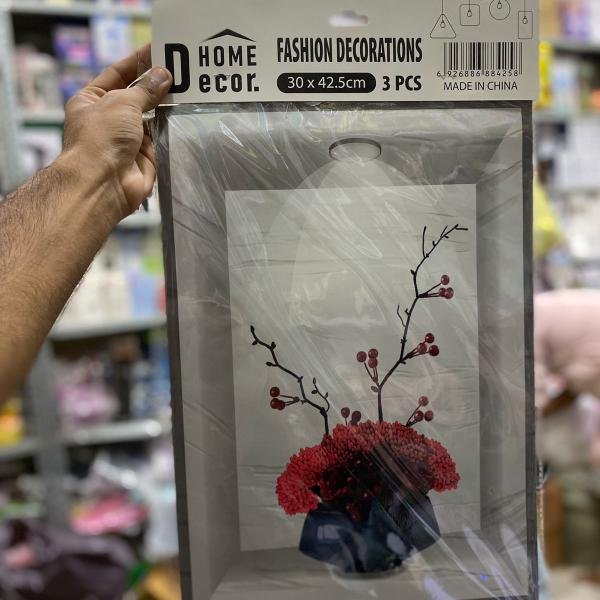 HOME
Decor.
FASHION DECORATIONS
30 x 42.5cm 3 PCS
6 926886 884258
MADE IN CHINA